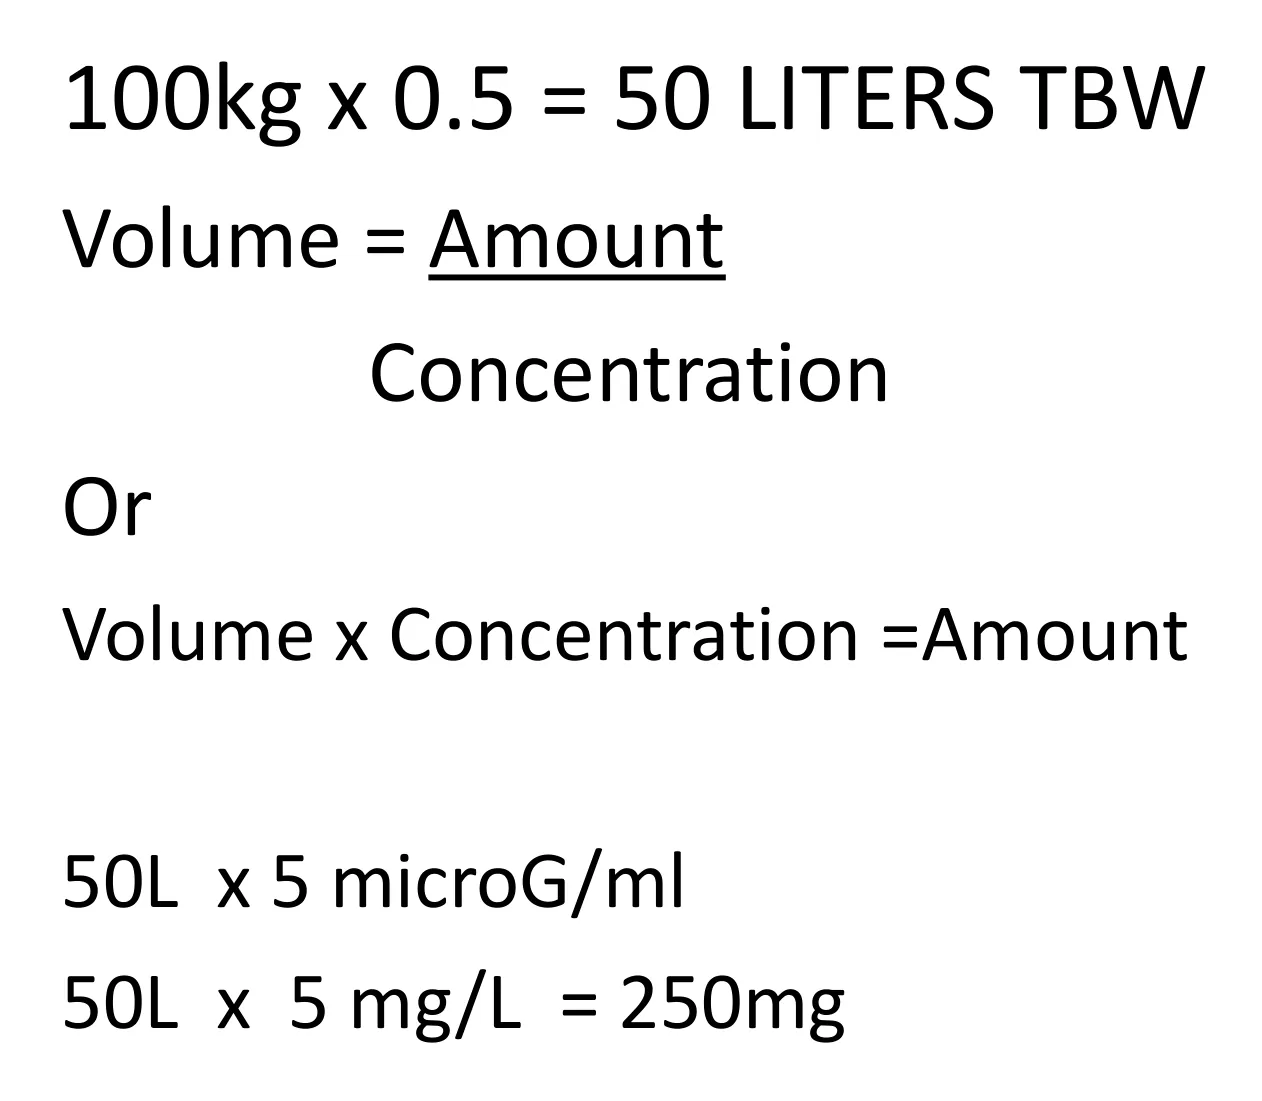 100kg x 0.5 = 50 LITERS TBW
Volume = Amount
Concentration
Or
Volume x Concentration =Amount
50L  x 5 microG/ml
50L  x  5 mg/L  = 250mg